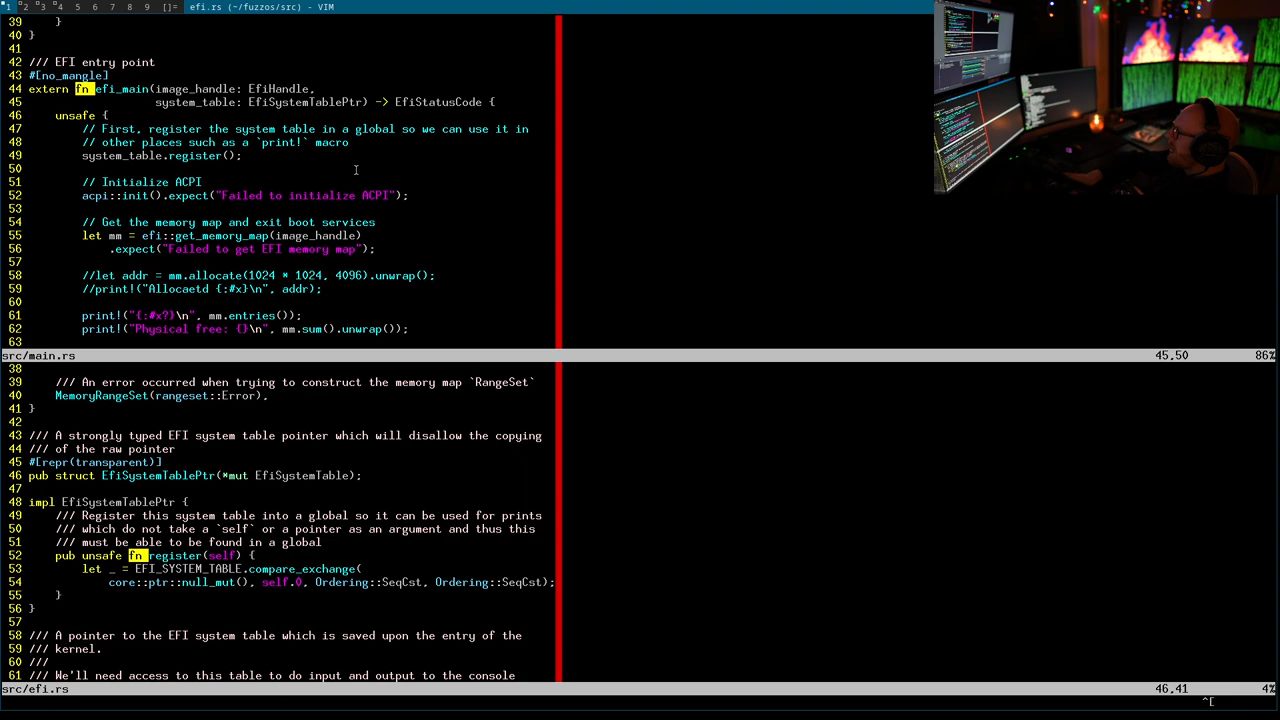 1 2 3 4 5 6 7 8 9 []= efi.rs (~/fuzzos/src) - VIM
39     }
40 }
41
42 /// EFI entry point
43 #[no_mangle]
44 extern fn efi_main(image_handle: EfiHandle,
45                    system_table: EfiSystemTablePtr) -> EfiStatusCode {
46     unsafe {
47         // First, register the system table in a global so we can use it in
48         // other places such as a `print!` macro
49         system_table.register();
50
51         // Initialize ACPI
52         acpi::init().expect("Failed to initialize ACPI");
53
54         // Get the memory map and exit boot services
55         let mm = efi::get_memory_map(image_handle)
56             .expect("Failed to get EFI memory map");
57
58         //let addr = mm.allocate(1024 * 1024, 4096).unwrap();
59         //print!("Allocaetd {:#x}\n", addr);
60
61         print!("{:#x?}\n", mm.entries());
62         print!("Physical free: {}\n", mm.sum().unwrap());
63
src/main.rs 45,50 86%
38
39     /// An error occurred when trying to construct the memory map `RangeSet`
40     MemoryRangeSet(rangeset::Error),
41 }
42
43 /// A strongly typed EFI system table pointer which will disallow the copying
44 /// of the raw pointer
45 #[repr(transparent)]
46 pub struct EfiSystemTablePtr(*mut EfiSystemTable);
47
48 impl EfiSystemTablePtr {
49     /// Register this system table into a global so it can be used for prints
50     /// which do not take a `self` or a pointer as an argument and thus this
51     /// must be able to be found in a global
52     pub unsafe fn register(self) {
53         let _ = EFI_SYSTEM_TABLE.compare_exchange(
54             core::ptr::null_mut(), self.0, Ordering::SeqCst, Ordering::SeqCst);
55     }
56 }
57
58 /// A pointer to the EFI system table which is saved upon the entry of the
59 /// kernel.
60 ///
61 /// We'll need access to this table to do input and output to the console
src/efi.rs 46,41 4%
^[